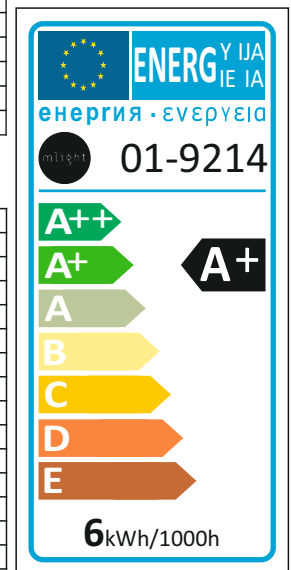 ENERG Y IJA
IE IA
енергия · ενεργεια
mlight 01-9214
A++
A+ A+
A
B
C
D
E
6kWh/1000h